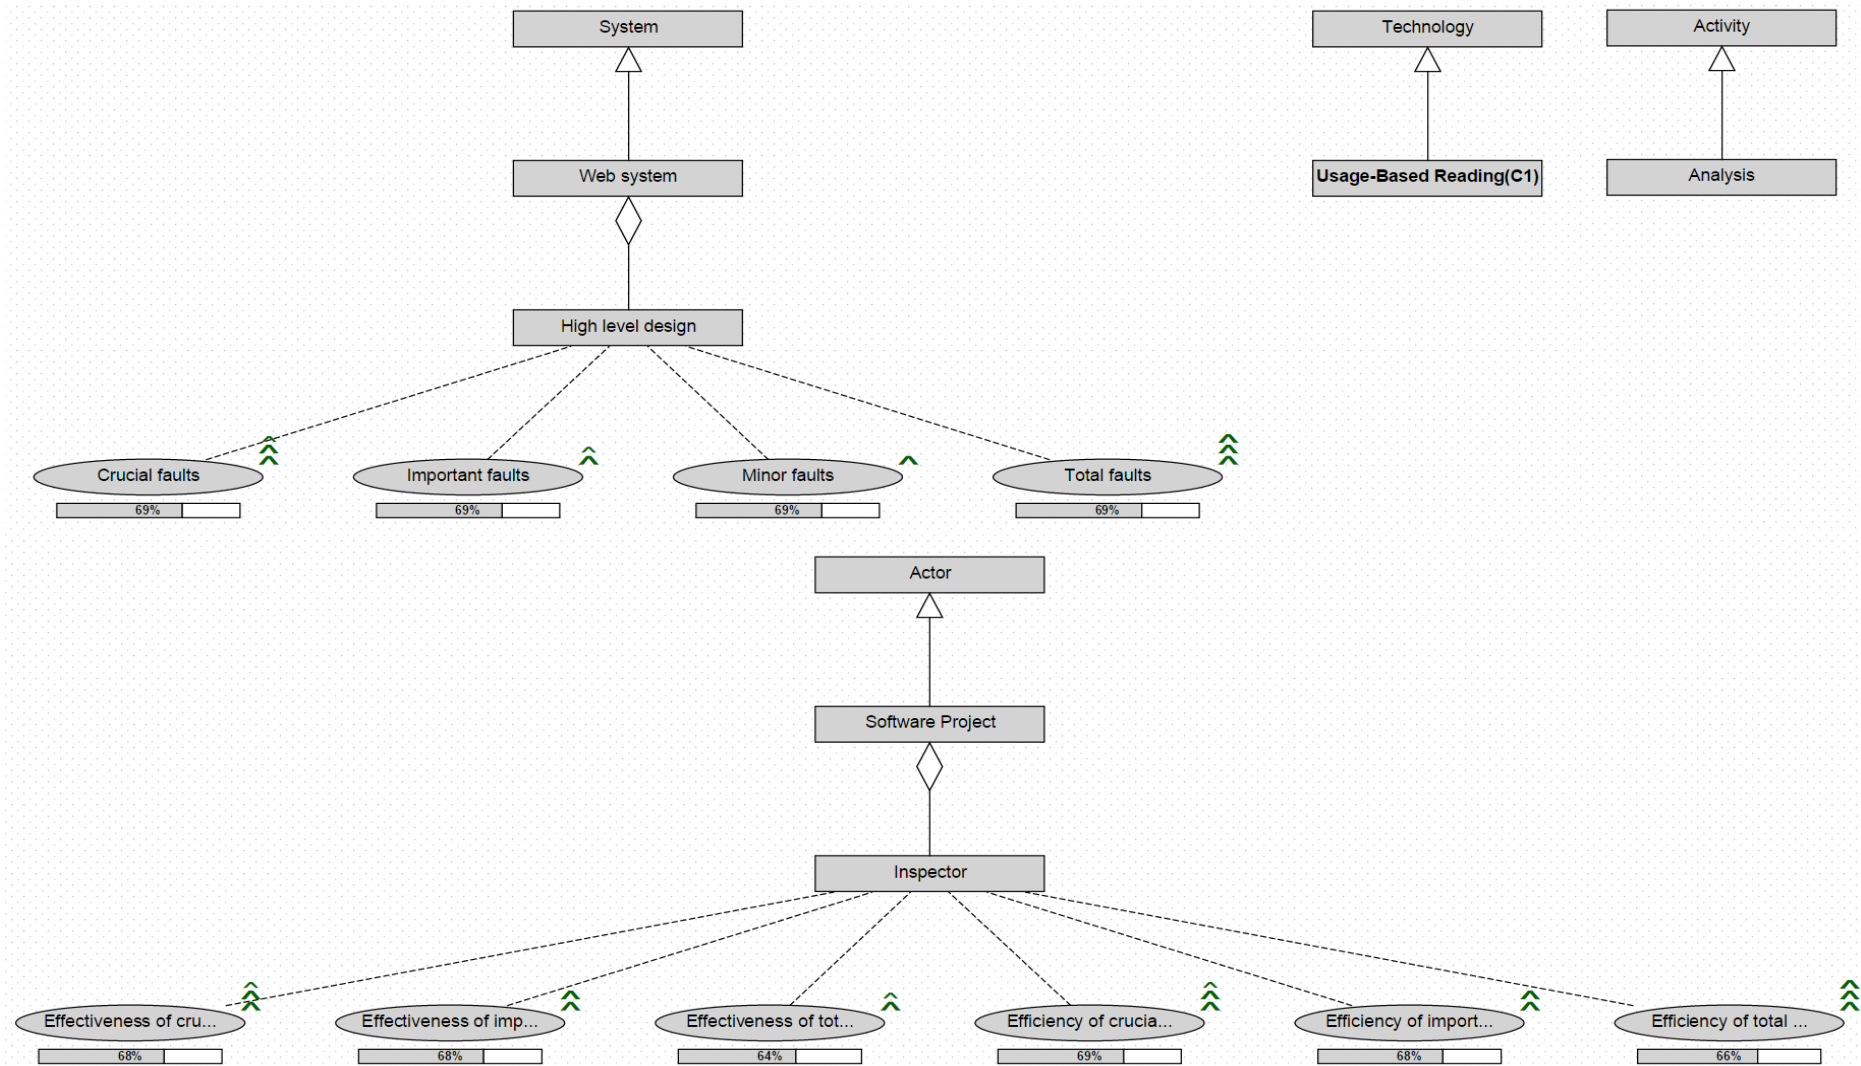 System
Technology
Activity
Web system
Usage-Based Reading(C1)
Analysis
High level design
Crucial faults
Important faults
Minor faults
Total faults
69%
69%
69%
69%
Actor
Software Project
Inspector
Effectiveness of cru...
Effectiveness of imp...
Effectiveness of tot...
Efficiency of crucia...
Efficiency of import...
Efficiency of total ...
68%
68%
64%
69%
68%
66%